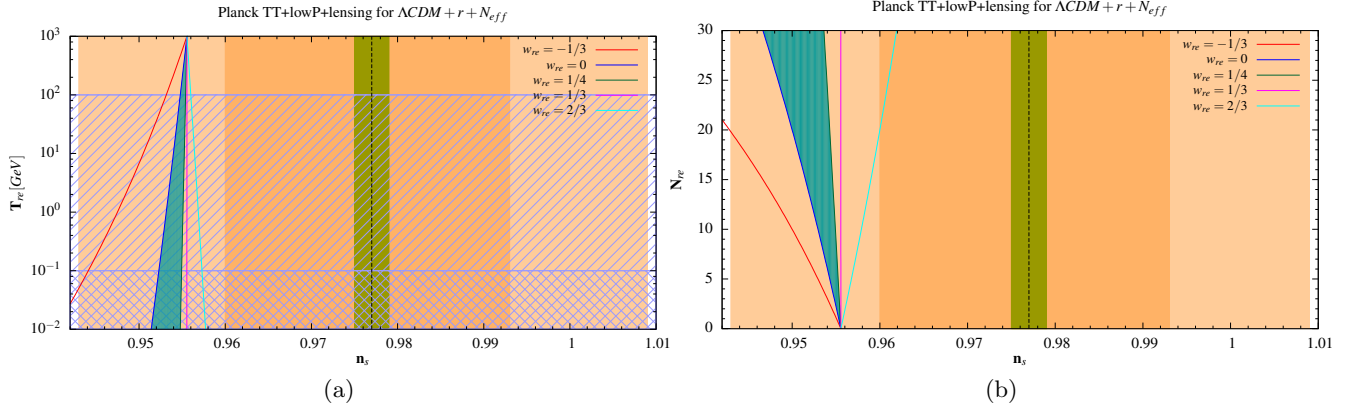 Planck TT+lowP+lensing for ΛCDM + r + N_eff
w_re = −1/3
w_re = 0
w_re = 1/4
w_re = 1/3
w_re = 2/3
T_re [GeV]
10^3
10^2
10^1
10^0
10^−1
10^−2
0.95 0.96 0.97 0.98 0.99 1 1.01
n_s
(a)
Planck TT+lowP+lensing for ΛCDM + r + N_eff
w_re = −1/3
w_re = 0
w_re = 1/4
w_re = 1/3
w_re = 2/3
N_re
30
25
20
15
10
5
0
0.95 0.96 0.97 0.98 0.99 1 1.01
n_s
(b)